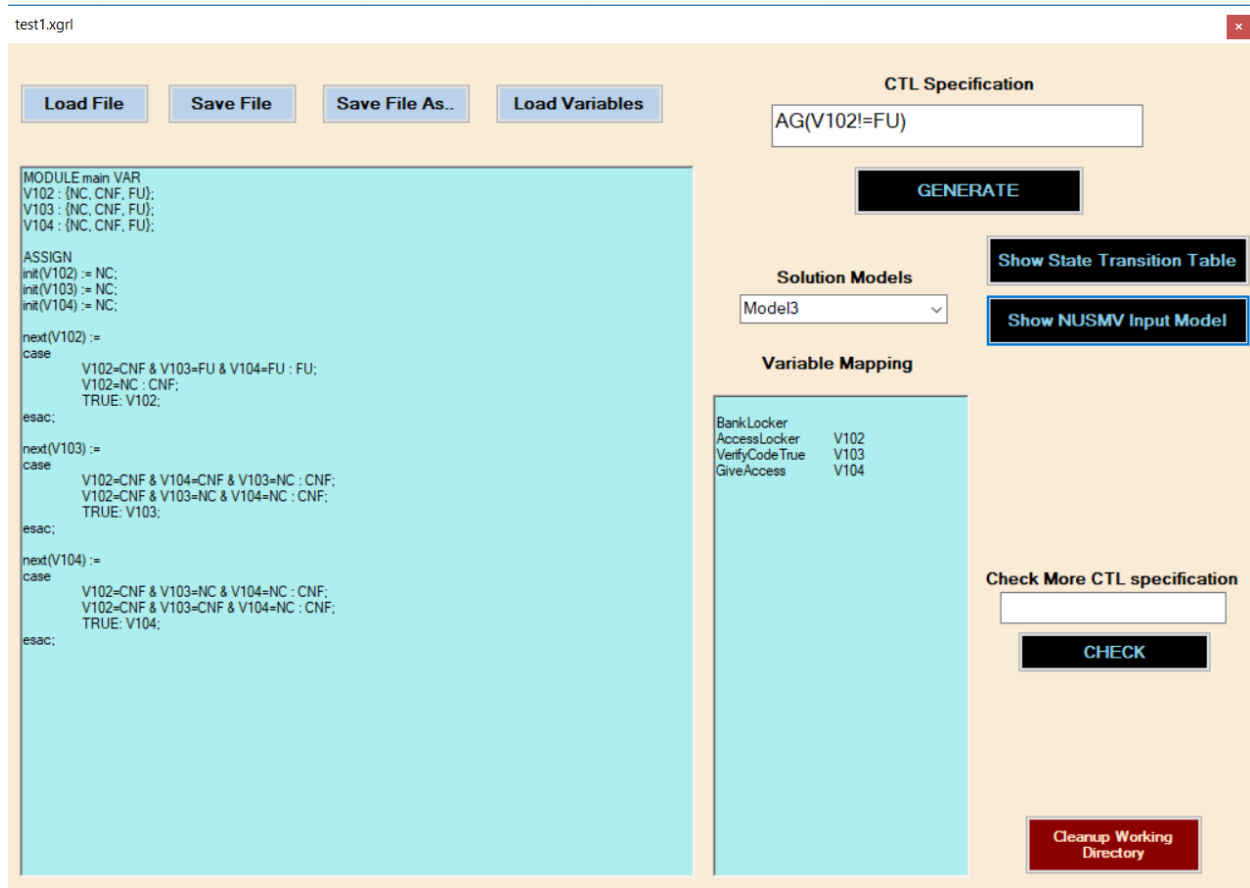 test1.xgrl
×
Load File
Save File
Save File As..
Load Variables
CTL Specification
AG(V102!=FU)
GENERATE
MODULE main VAR
V102 : {NC, CNF, FU};
V103 : {NC, CNF, FU};
V104 : {NC, CNF, FU};
ASSIGN
init(V102) := NC;
init(V103) := NC;
init(V104) := NC;
next(V102) :=
case
V102=CNF & V103=FU & V104=FU : FU;
V102=NC : CNF;
TRUE: V102;
esac;
next(V103) :=
case
V102=CNF & V104=CNF & V103=NC : CNF;
V102=CNF & V103=NC & V104=NC : CNF;
TRUE: V103;
esac;
next(V104) :=
case
V102=CNF & V103=NC & V104=NC : CNF;
V102=CNF & V103=CNF & V104=NC : CNF;
TRUE: V104;
esac;
Show State Transition Table
Solution Models
Model3
Show NUSMV Input Model
Variable Mapping
BankLocker
AccessLocker V102
VerifyCodeTrue V103
GiveAccess V104
Check More CTL specification
CHECK
Cleanup Working
Directory